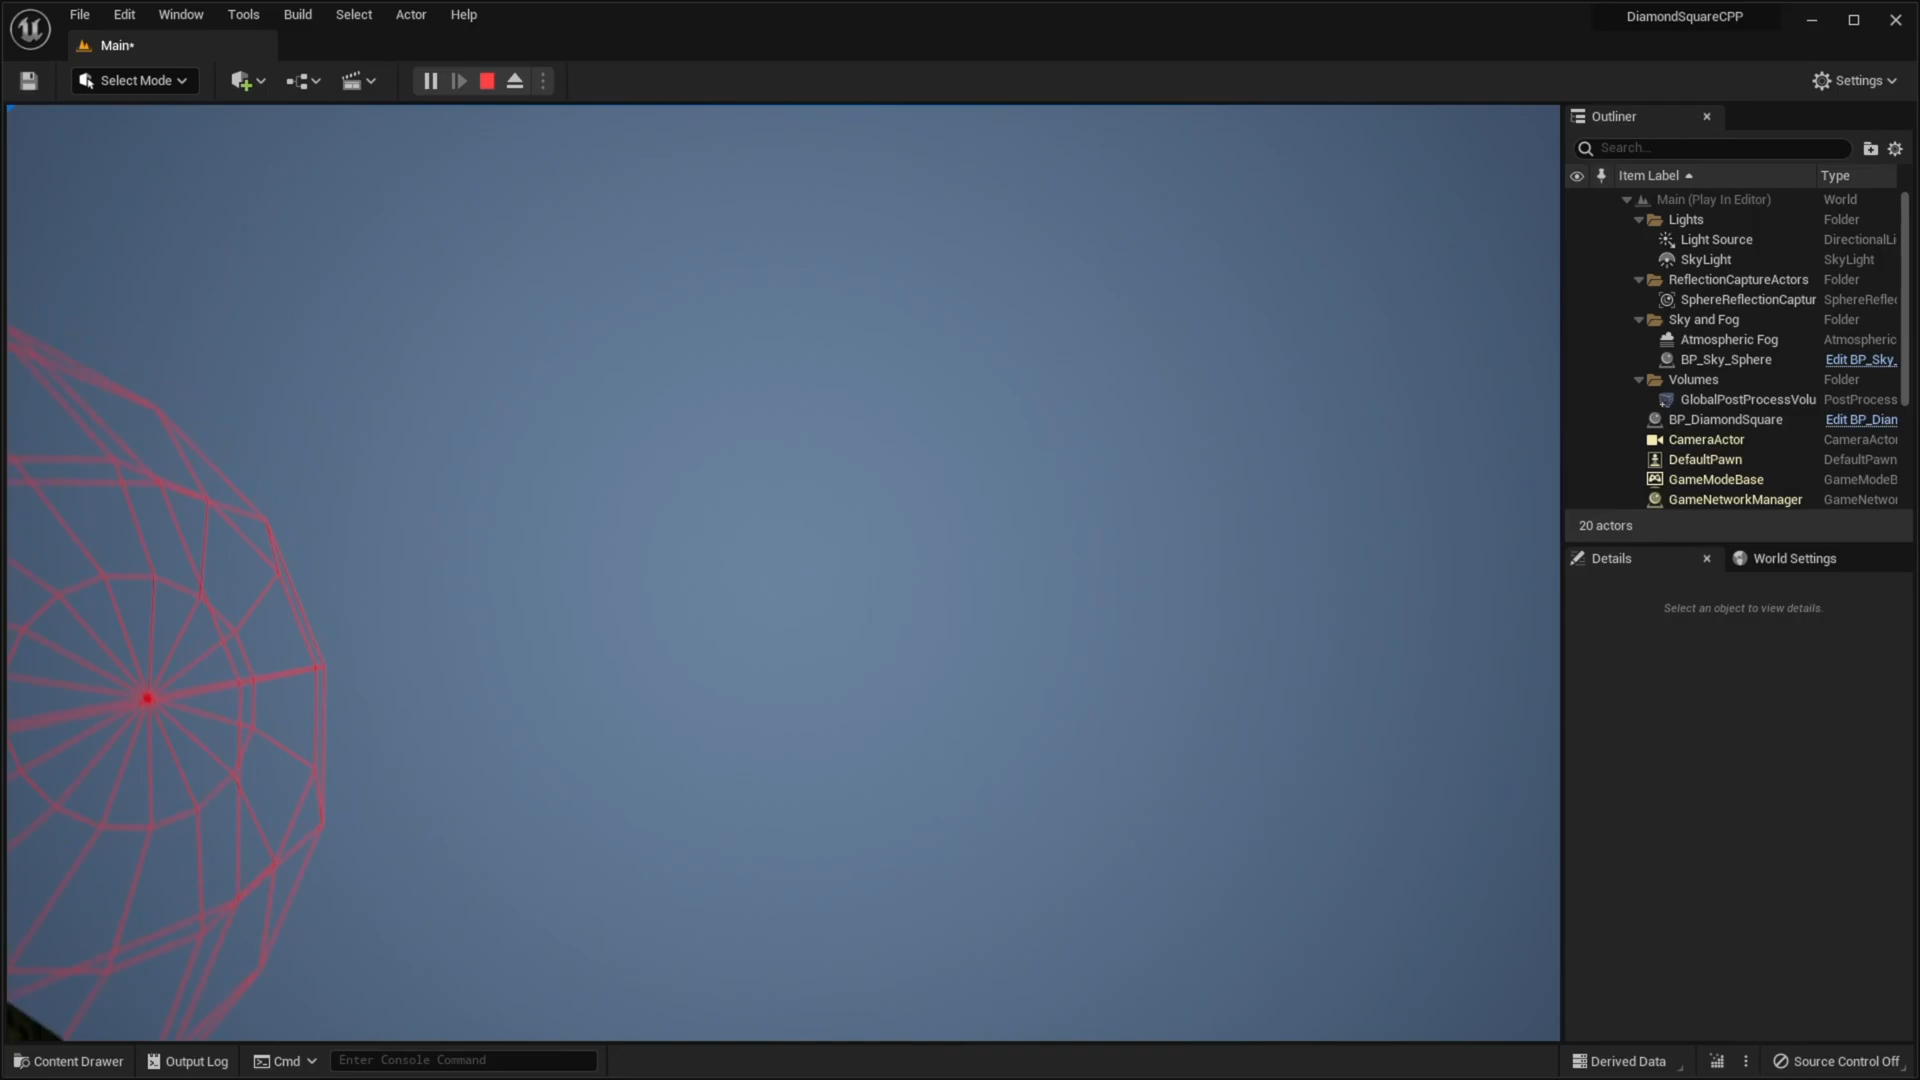 File Edit Window Tools Build Select Actor Help
DiamondSquareCPP
Main*
Select Mode
Settings
Outliner
Search...
Item Label Type
Main (Play In Editor) World
Lights Folder
Light Source DirectionalLi
SkyLight SkyLight
ReflectionCaptureActors Folder
SphereReflectionCaptur SphereReflec
Sky and Fog Folder
Atmospheric Fog Atmospheric
BP_Sky_Sphere Edit BP_Sky_
Volumes Folder
GlobalPostProcessVolu PostProcess
BP_DiamondSquare Edit BP_Dian
CameraActor CameraActo
DefaultPawn DefaultPawn
GameModeBase GameModeB
GameNetworkManager GameNetwor
20 actors
Details World Settings
Select an object to view details.
Content Drawer Output Log Cmd Enter Console Command
Derived Data Source Control Off